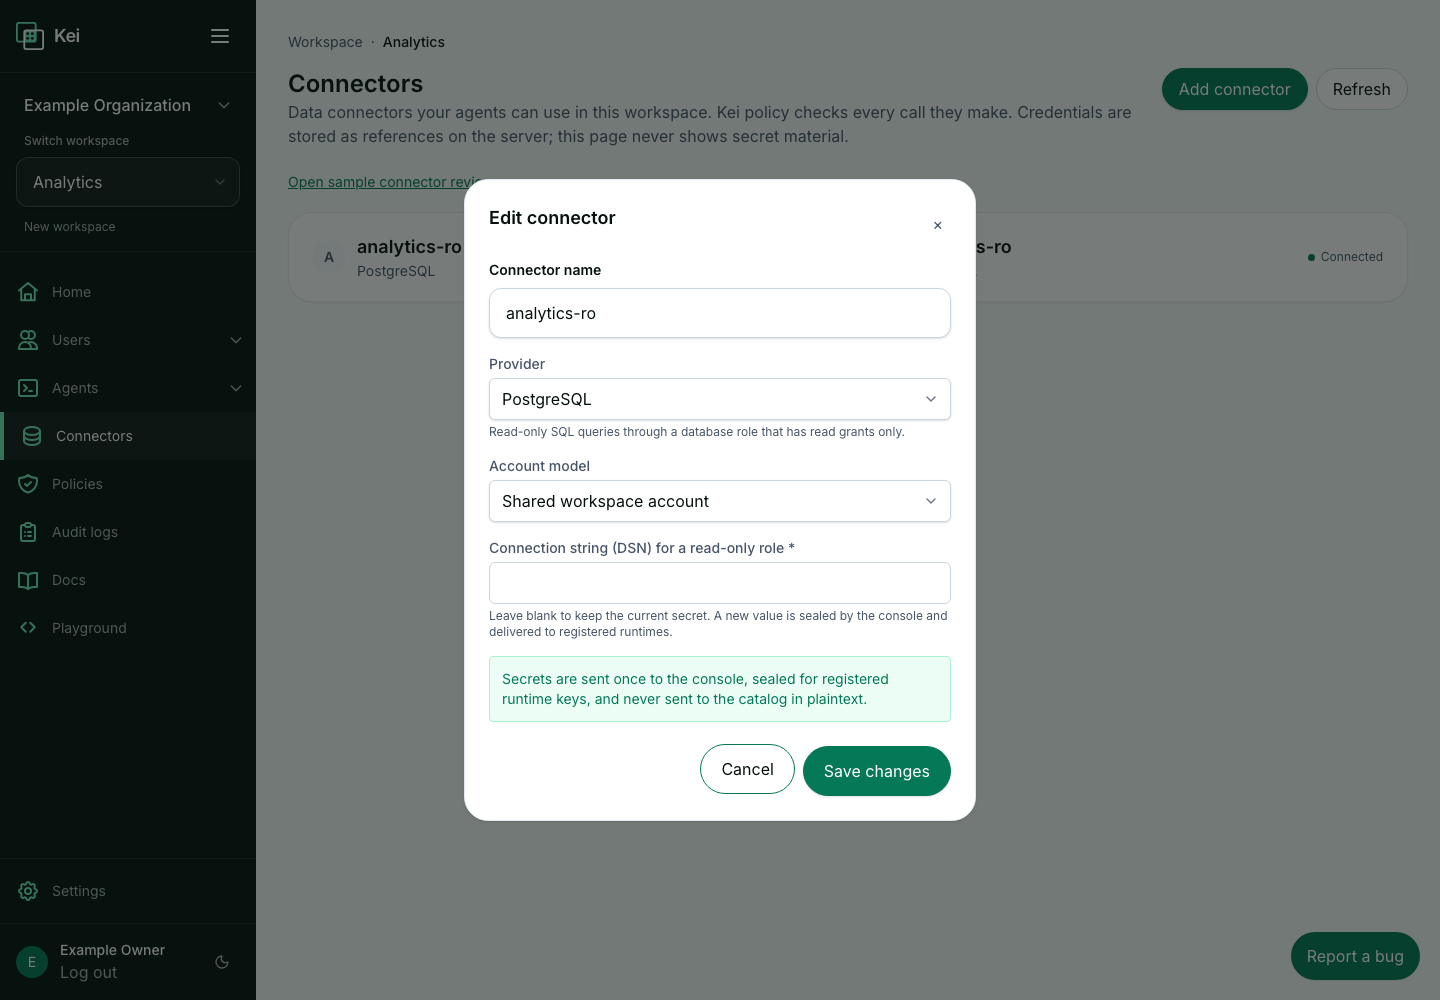 Kei
Example Organization
Switch workspace
Analytics
New workspace
Home
Users
Agents
Connectors
Policies
Audit logs
Docs
Playground
Settings
E
Example Owner
Log out
Workspace · Analytics
Connectors
Data connectors your agents can use in this workspace. Kei policy checks every call they make. Credentials are
stored as references on the server; this page never shows secret material.
Add connector
Refresh
Open sample connector
A
analytics-ro
PostgreSQL
s-ro
Connected
Edit connector
×
Connector name
analytics-ro
Provider
PostgreSQL
Read-only SQL queries through a database role that has read grants only.
Account model
Shared workspace account
Connection string (DSN) for a read-only role *
Leave blank to keep the current secret. A new value is sealed by the console and
delivered to registered runtimes.
Secrets are sent once to the console, sealed for registered
runtime keys, and never sent to the catalog in plaintext.
Cancel
Save changes
Report a bug